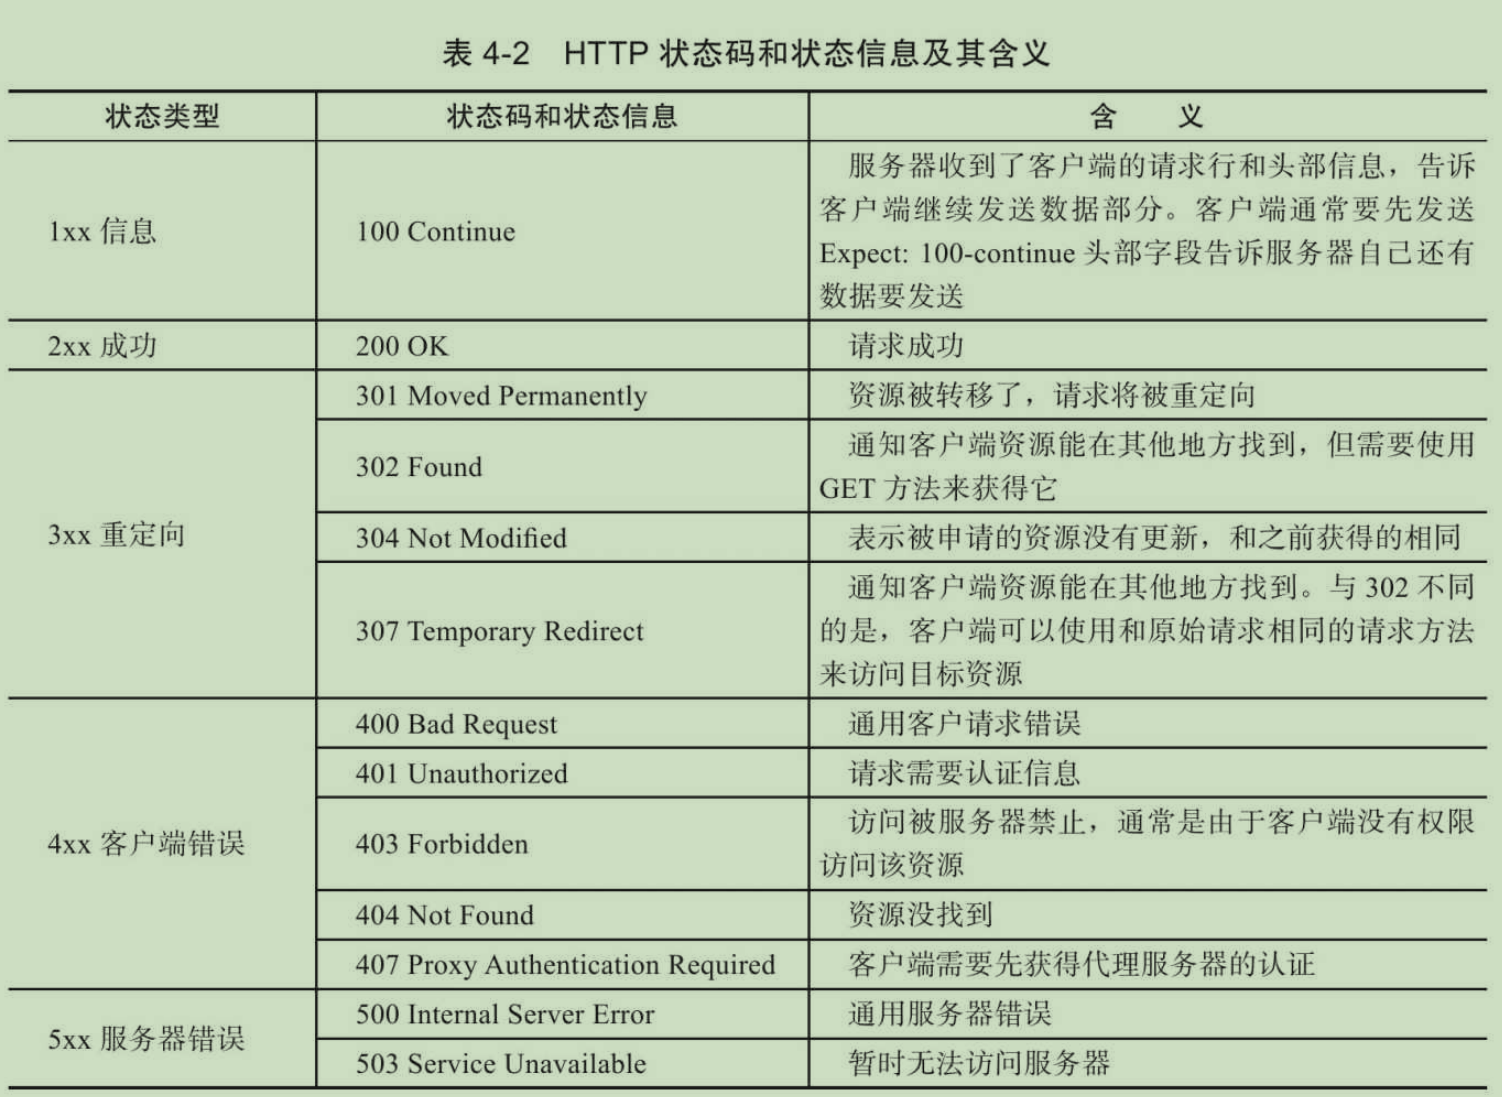 表 4-2 HTTP 状态码和状态信息及其含义
状态类型 状态码和状态信息 含 义
1xx 信息
100 Continue
服务器收到了客户端的请求行和头部信息，告诉
客户端继续发送数据部分。客户端通常要先发送
Expect: 100-continue 头部字段告诉服务器自己还有
数据要发送
2xx 成功
200 OK
请求成功
3xx 重定向
301 Moved Permanently
资源被转移了，请求将被重定向
302 Found
通知客户端资源能在其他地方找到，但需要使用
GET 方法来获得它
304 Not Modified
表示被申请的资源没有更新，和之前获得的相同
307 Temporary Redirect
通知客户端资源能在其他地方找到。与 302 不同
的是，客户端可以使用和原始请求相同的请求方法
来访问目标资源
4xx 客户端错误
400 Bad Request
通用客户请求错误
401 Unauthorized
请求需要认证信息
403 Forbidden
访问被服务器禁止，通常是由于客户端没有权限
访问该资源
404 Not Found
资源没找到
407 Proxy Authentication Required
客户端需要先获得代理服务器的认证
5xx 服务器错误
500 Internal Server Error
通用服务器错误
503 Service Unavailable
暂时无法访问服务器